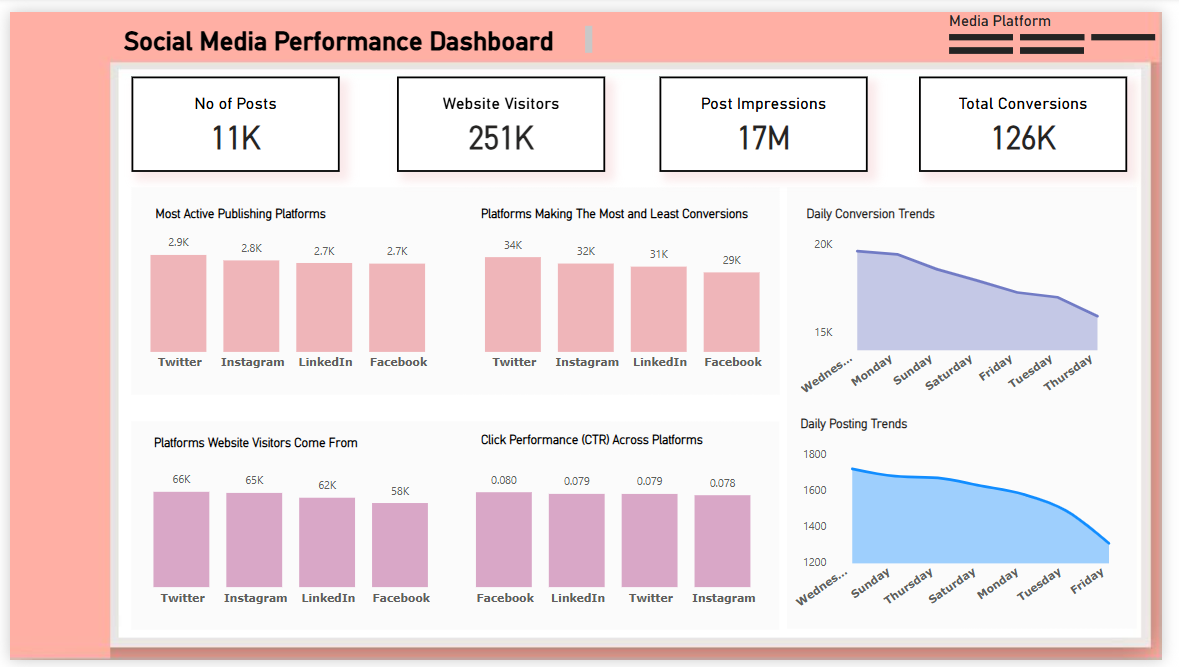 Social Media Performance Dashboard
Media Platform
No of Posts
11K
Website Visitors
251K
Post Impressions
17M
Total Conversions
126K
Most Active Publishing Platforms
2.9K 2.8K 2.7K 2.7K
Twitter Instagram LinkedIn Facebook
Platforms Making The Most and Least Conversions
34K 32K 31K 29K
Twitter Instagram LinkedIn Facebook
Daily Conversion Trends
20K
15K
Wednes... Monday Sunday Saturday Friday Tuesday Thursday
Platforms Website Visitors Come From
66K 65K 62K 58K
Twitter Instagram LinkedIn Facebook
Click Performance (CTR) Across Platforms
0.080 0.079 0.079 0.078
Facebook LinkedIn Twitter Instagram
Daily Posting Trends
1800
1600
1400
1200
Wednes... Sunday Thursday Saturday Monday Tuesday Friday